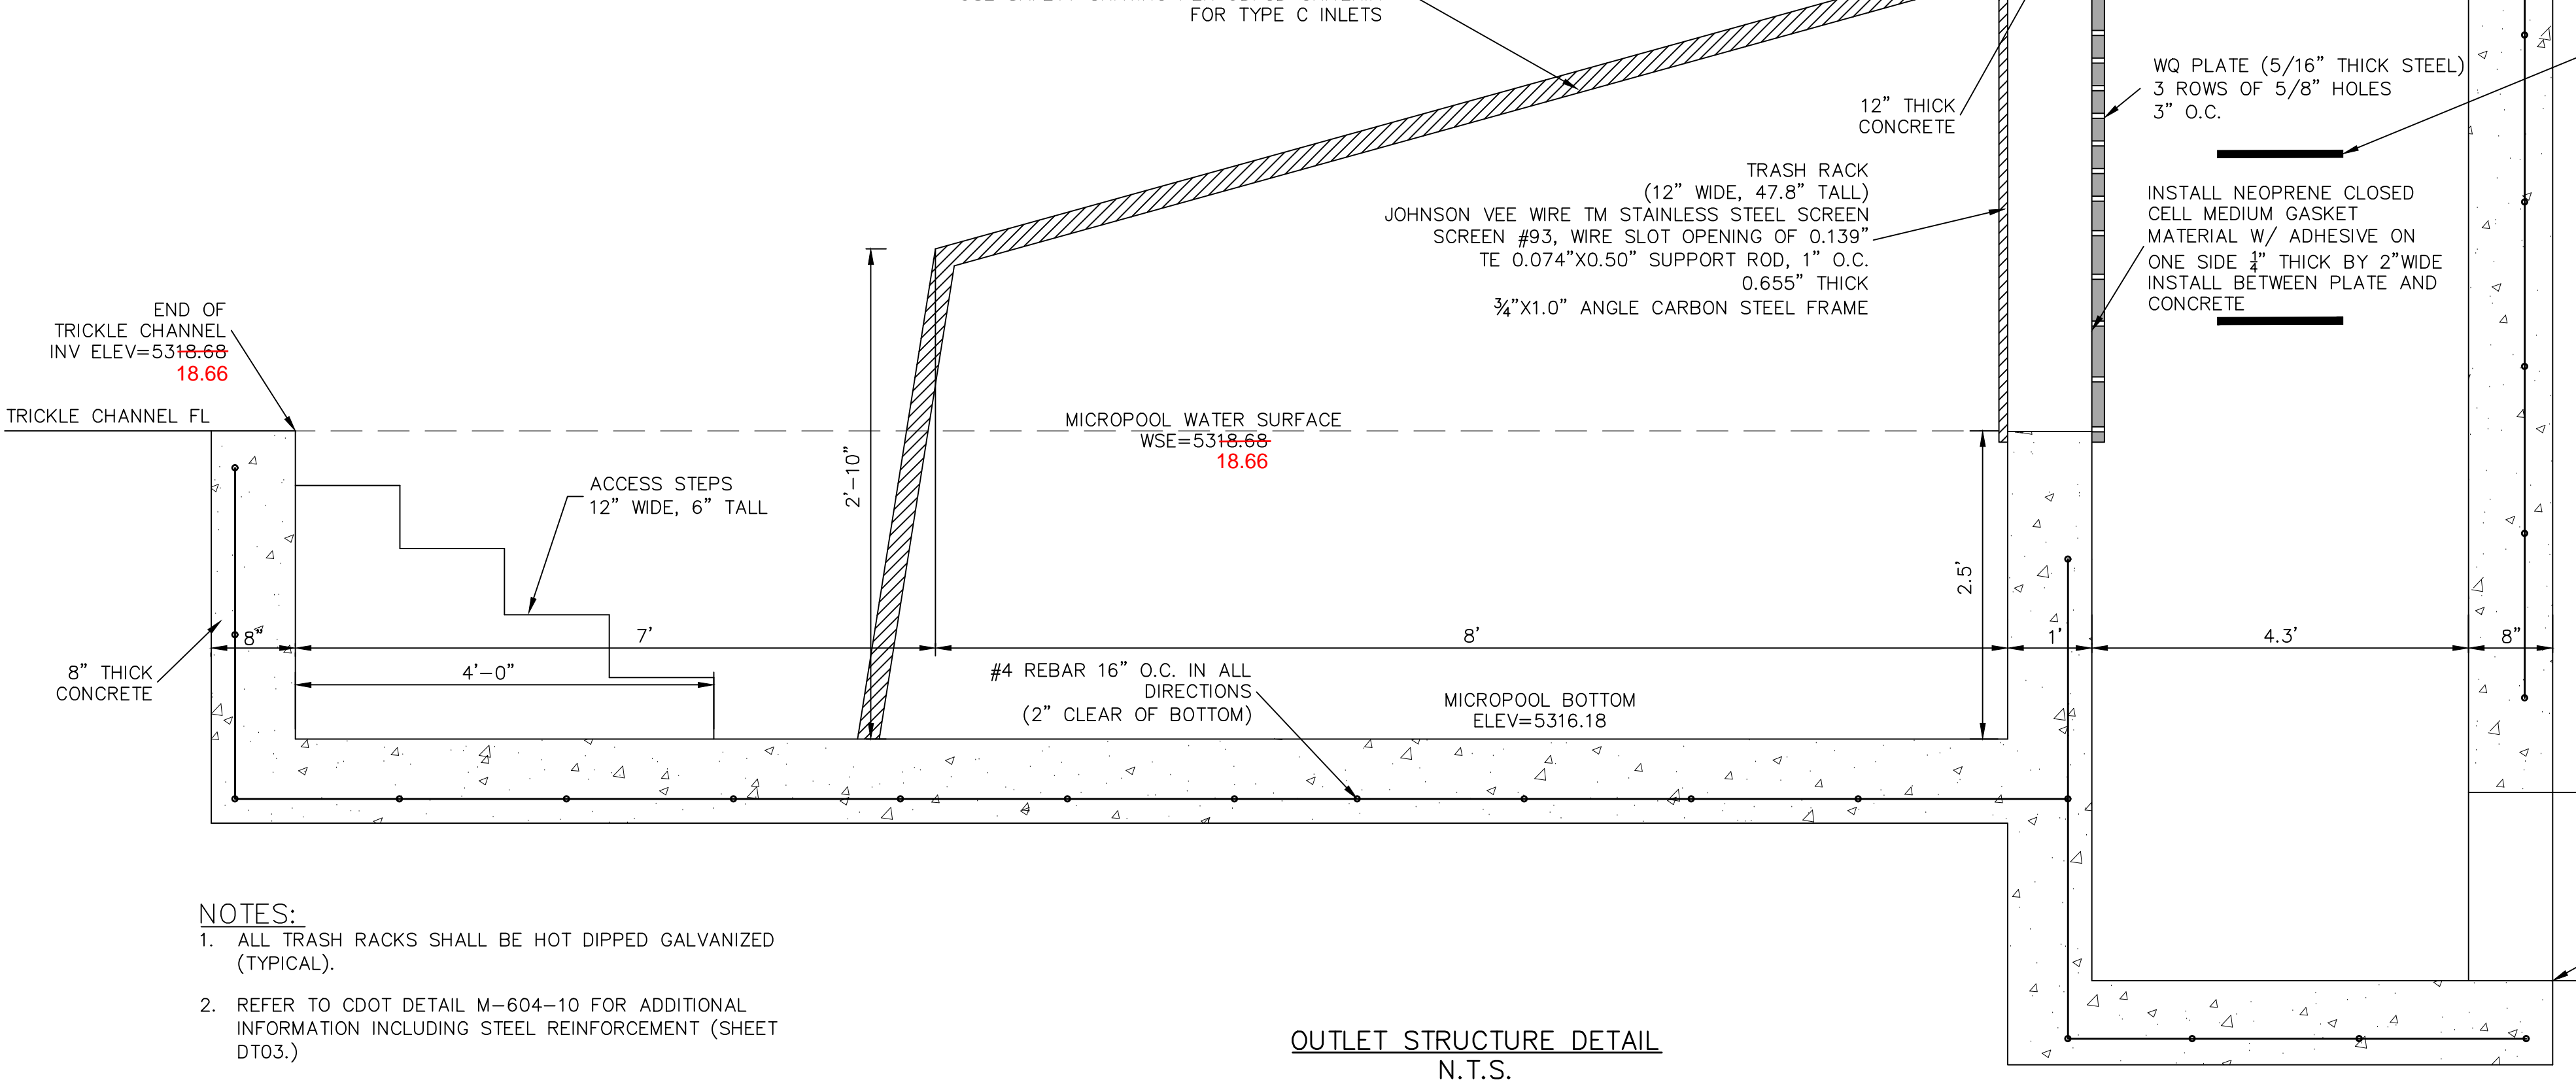 FOR TYPE C INLETS
12" THICK
CONCRETE
WQ PLATE (5/16" THICK STEEL)
3 ROWS OF 5/8" HOLES
3" O.C.
TRASH RACK
(12" WIDE, 47.8" TALL)
JOHNSON VEE WIRE TM STAINLESS STEEL SCREEN
SCREEN #93, WIRE SLOT OPENING OF 0.139"
TE 0.074"X0.50" SUPPORT ROD, 1" O.C.
0.655" THICK
¾"X1.0" ANGLE CARBON STEEL FRAME
INSTALL NEOPRENE CLOSED
CELL MEDIUM GASKET
MATERIAL W/ ADHESIVE ON
ONE SIDE ¼" THICK BY 2"WIDE
INSTALL BETWEEN PLATE AND
CONCRETE
END OF
TRICKLE CHANNEL
INV ELEV=5318.68
18.66
TRICKLE CHANNEL FL
MICROPOOL WATER SURFACE
WSE=5318.68
18.66
2'-10"
ACCESS STEPS
12" WIDE, 6" TALL
2.5'
8"
7'
8'
1'
4.3'
8"
8" THICK
CONCRETE
4'-0"
#4 REBAR 16" O.C. IN ALL
DIRECTIONS
(2" CLEAR OF BOTTOM)
MICROPOOL BOTTOM
ELEV=5316.18
NOTES:
1. ALL TRASH RACKS SHALL BE HOT DIPPED GALVANIZED
(TYPICAL).
2. REFER TO CDOT DETAIL M-604-10 FOR ADDITIONAL
INFORMATION INCLUDING STEEL REINFORCEMENT (SHEET
DT03.)
OUTLET STRUCTURE DETAIL
N.T.S.